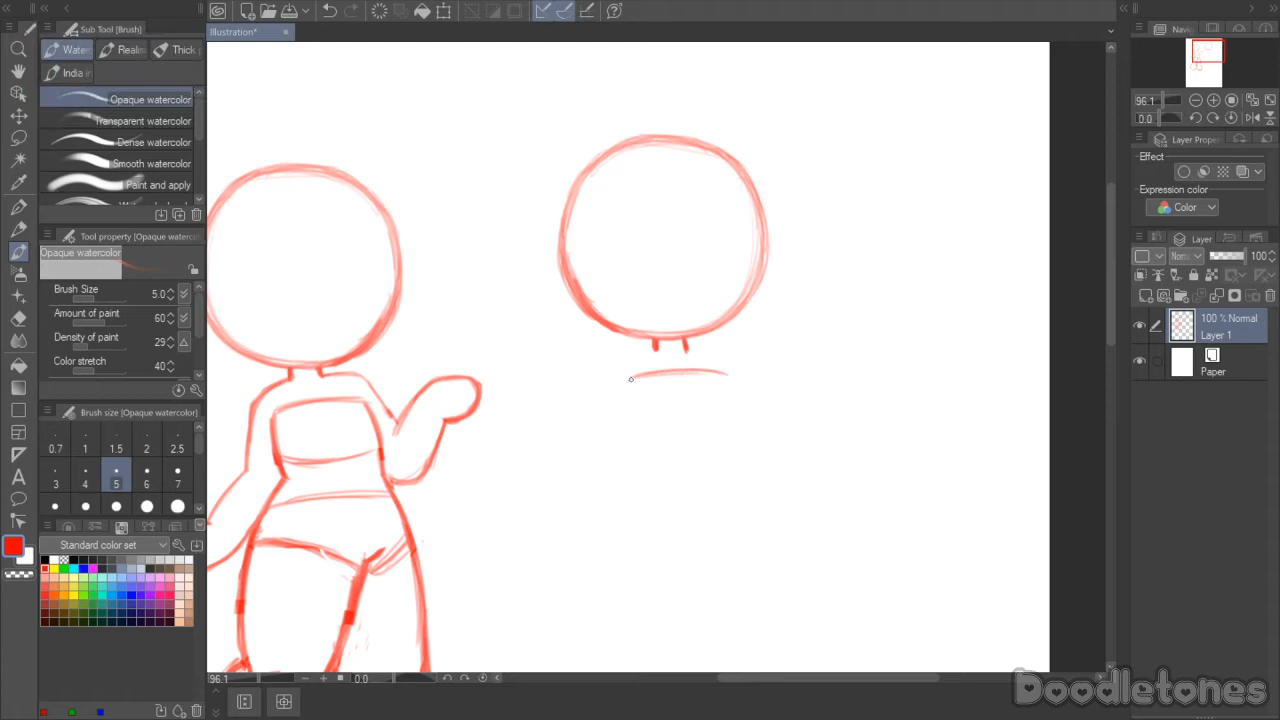 Sub Tool [Brush]
Illustration*
Water
Realis
Thick
India in
Opaque watercolor
Transparent watercolor
Dense watercolor
Smooth watercolor
Paint and apply
Tool property [Opaque waterc
Opaque watercolor
Brush Size 5.0
Amount of paint 60
Density of paint 29
Color stretch 40
Brush size [Opaque watercolor]
0.7 1 1.5 2 2.5
3 4 5 6 7
Standard color set
96.1 0.0
Navi
96.1
0.0
Layer Prope
Effect
Expression color
Color
Layer
Norm 100
100 % Normal
Layer 1
Paper
Doodletones